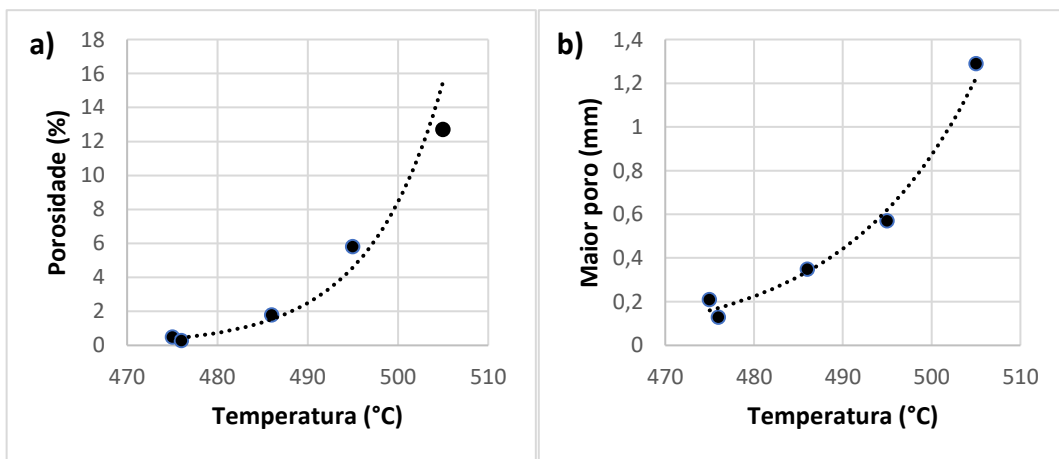 a)
Porosidade (%)
18
16
14
12
10
8
6
4
2
0
470 480 490 500 510
Temperatura (°C)
b)
Maior poro (mm)
1,4
1,2
1
0,8
0,6
0,4
0,2
0
470 480 490 500 510
Temperatura (°C)